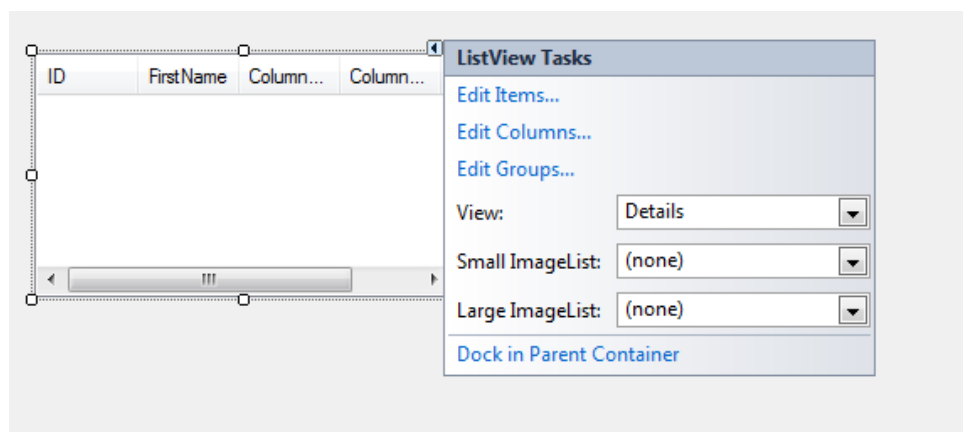 ID FirstName Column... Column...
ListView Tasks
Edit Items...
Edit Columns...
Edit Groups...
View: Details
Small ImageList: (none)
Large ImageList: (none)
Dock in Parent Container